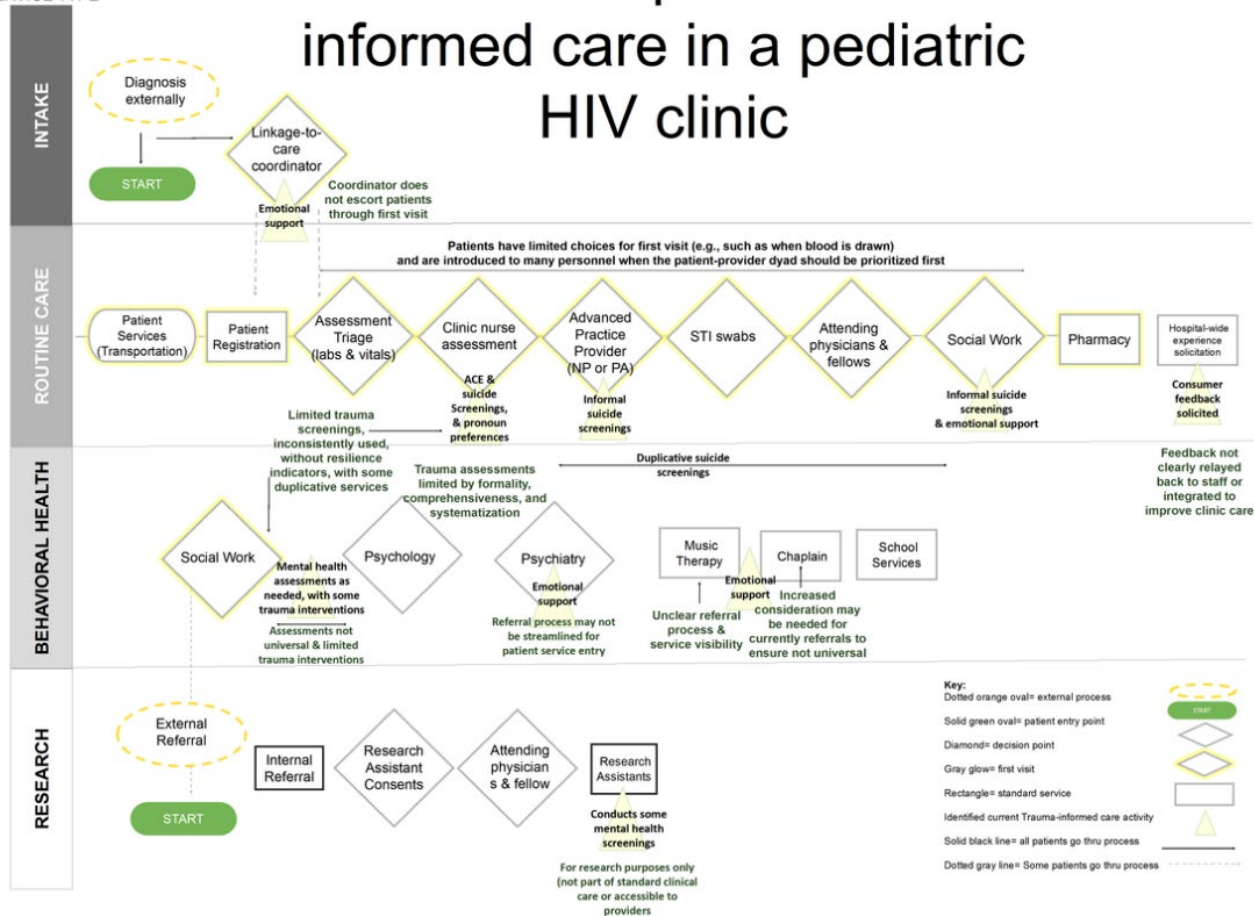 informed care in a pediatric
HIV clinic
INTAKE
Diagnosis
externally
START
Linkage-to-
care
coordinator
Emotional
support
Coordinator does
not escort patients
through first visit
ROUTINE CARE
Patients have limited choices for first visit (e.g., such as when blood is drawn)
and are introduced to many personnel when the patient-provider dyad should be prioritized first
Patient
Services
(Transportation)
Patient
Registration
Assessment
Triage
(labs & vitals)
Clinic nurse
assessment
ACE &
suicide
Screenings,
& pronoun
preferences
Advanced
Practice
Provider
(NP or PA)
Informal
suicide
screenings
STI swabs
Attending
physicians &
fellows
Social Work
Informal suicide
screenings
& emotional support
Pharmacy
Hospital-wide
experience
solicitation
Consumer
feedback
solicited
Limited trauma
screenings,
inconsistently used,
without resilience
indicators, with some
duplicative services
BEHAVIORAL HEALTH
Trauma assessments
limited by formality,
comprehensiveness, and
systematization
Duplicative suicide
screenings
Feedback not
clearly relayed
back to staff or
integrated to
improve clinic care
Social Work
Mental health
assessments as
needed, with some
trauma interventions
Assessments not
universal & limited
trauma interventions
Psychology
Psychiatry
Emotional
support
Referral process may not
be streamlined for
patient service entry
Music
Therapy
Unclear referral
process &
service visibility
Emotional
support
Chaplain
Increased
consideration may
be needed for
currently referrals to
ensure not universal
School
Services
RESEARCH
External
Referral
START
Internal
Referral
Research
Assistant
Consents
Attending
physician
s & fellow
Research
Assistants
Conducts some
mental health
screenings
For research purposes only
(not part of standard clinical
care or accessible to
providers
Key:
Dotted orange oval= external process
Solid green oval= patient entry point
START
Diamond= decision point
Gray glow= first visit
Rectangle= standard service
Identified current Trauma-informed care activity
Solid black line= all patients go thru process
Dotted gray line= Some patients go thru process